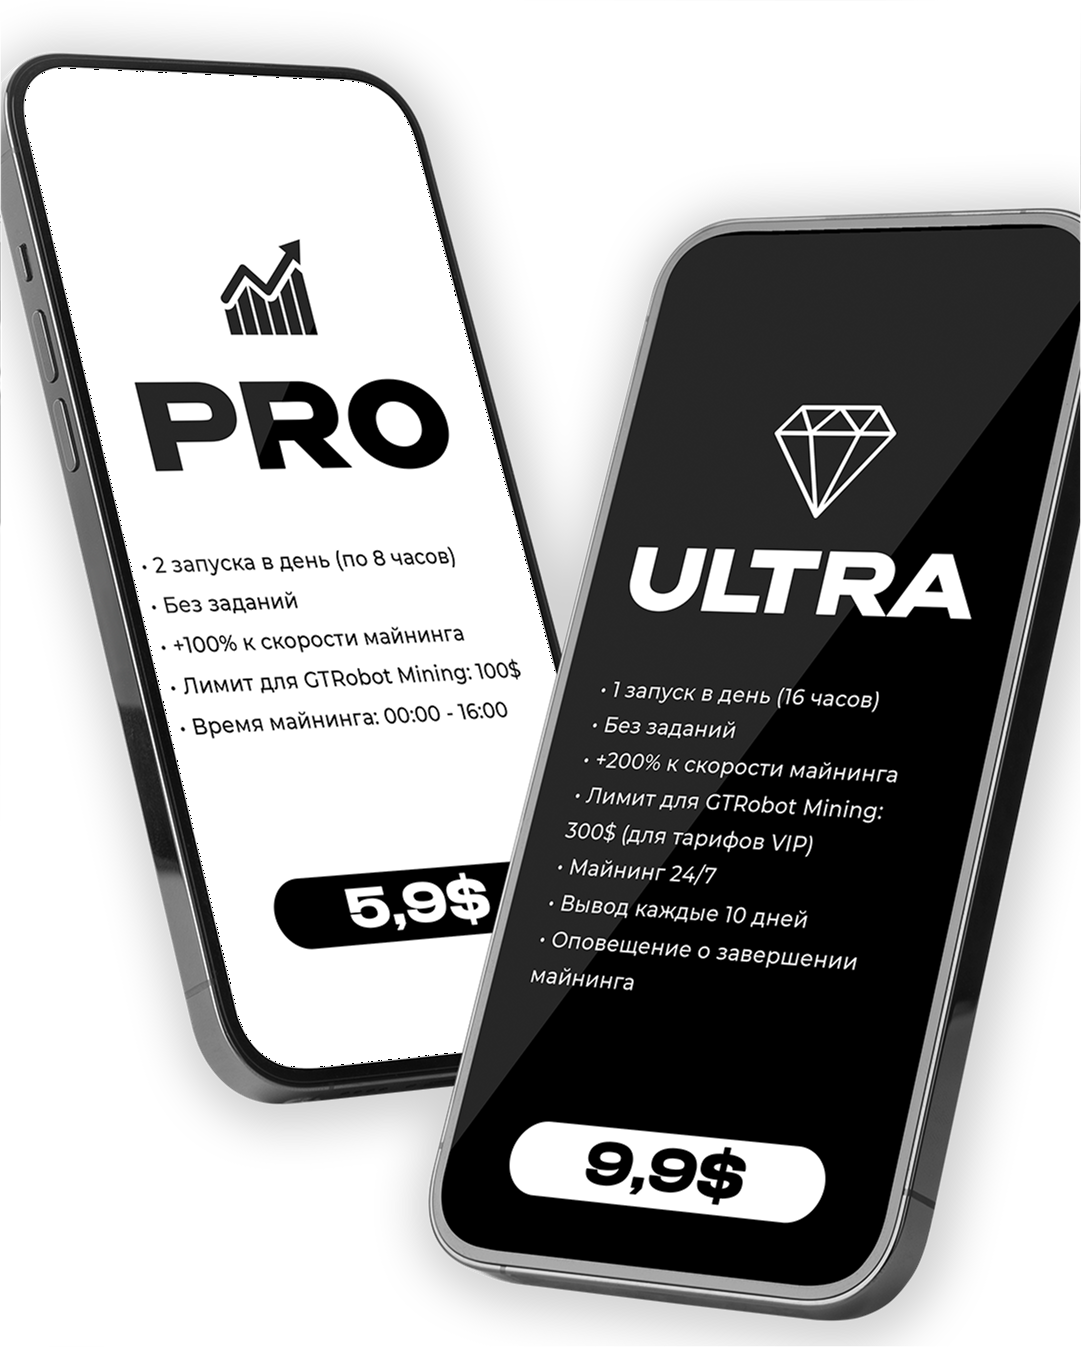 PRO
• 2 запуска в день (по 8 часов)
• Без заданий
• +100% к скорости майнинга
• Лимит для GTRobot Mining: 100$
• Время майнинга: 00:00 - 16:00
5,9$
ULTRA
• 1 запуск в день (16 часов)
• Без заданий
• +200% к скорости майнинга
• Лимит для GTRobot Mining:
300$ (для тарифов VIP)
• Майнинг 24/7
• Вывод каждые 10 дней
• Оповещение о завершении
майнинга
9,9$